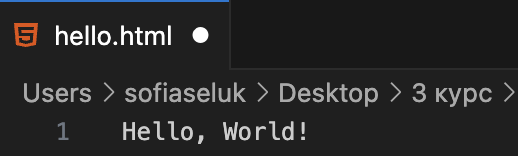 hello.html
Users > sofiaseluk > Desktop > 3 курс >
1 Hello, World!